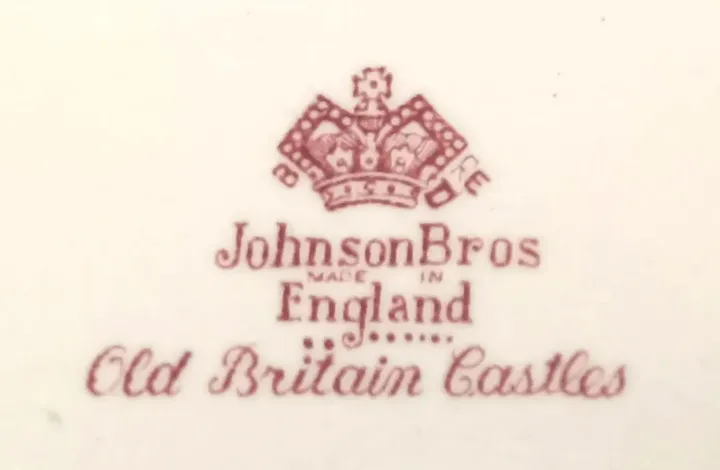 JohnsonBros
MADE IN
England
Old Britain Castles